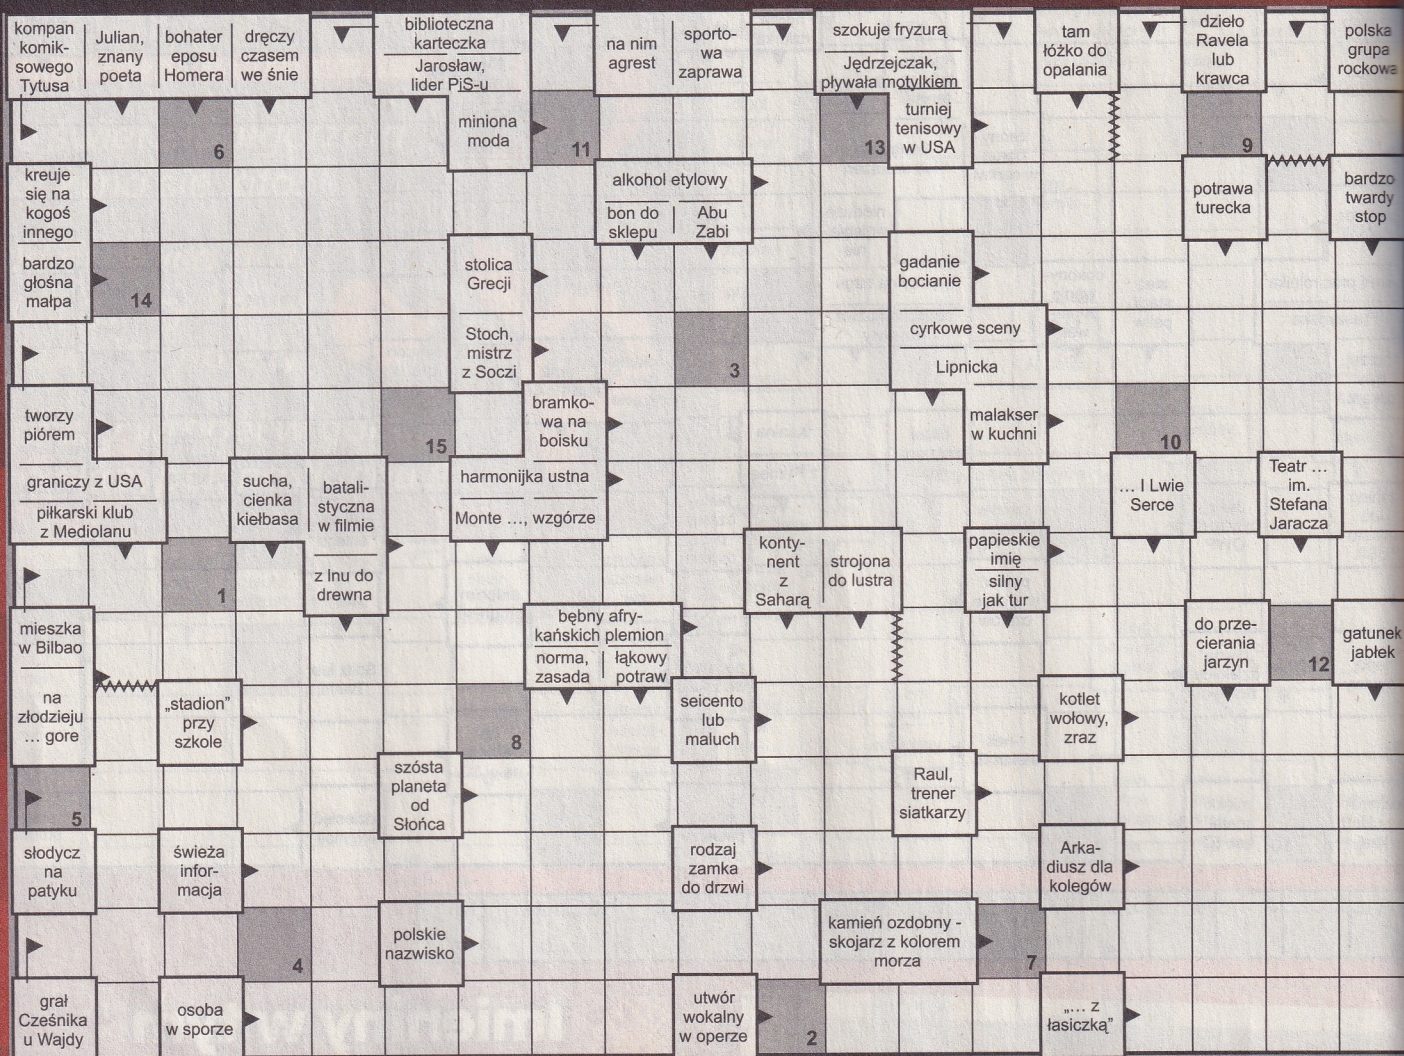 kompan
komik-
sowego
Tytusa
Julian,
znany
poeta
bohater
eposu
Homera
dręczy
czasem
we śnie
biblioteczna
karteczka
Jarosław,
lider PiS-u
na nim
agrest
sporto-
wa
zaprawa
szokuje fryzurą
Jędrzejczak,
pływała motylkiem
tam
łóżko do
opalania
dzieło
Ravela
lub
krawca
polska
grupa
rockowa
6
miniona
moda
11
13
turniej
tenisowy
w USA
9
kreuje
się na
kogoś
innego
alkohol etylowy
bon do
sklepu
Abu
Zabi
potrawa
turecka
bardzo
twardy
stop
bardzo
głośna
małpa
14
stolica
Grecji
gadanie
bocianie
Stoch,
mistrz
z Soczi
3
cyrkowe sceny
Lipnicka
tworzy
piórem
15
bramko-
wa na
boisku
malakser
w kuchni
10
graniczy z USA
piłkarski klub
z Mediolanu
sucha,
cienka
kiełbasa
batali-
styczna
w filmie
harmonijka ustna
Monte ..., wzgórze
... I Lwie
Serce
Teatr ...
im.
Stefana
Jaracza
1
z lnu do
drewna
konty-
nent
z
Saharą
strojona
do lustra
papieskie
imię
silny
jak tur
mieszka
w Bilbao
bębny afry-
kańskich plemion
norma,
zasada
łąkowy
potraw
do prze-
cierania
jarzyn
12
gatunek
jabłek
na
złodzieju
... gore
„stadion”
przy
szkole
8
seicento
lub
maluch
kotlet
wołowy,
zraz
5
szósta
planeta
od
Słońca
Raul,
trener
siatkarzy
słodycz
na
patyku
świeża
infor-
macja
rodzaj
zamka
do drzwi
Arka-
diusz dla
kolegów
4
polskie
nazwisko
kamień ozdobny -
skojarz z kolorem
morza
7
grał
Cześnika
u Wajdy
osoba
w sporze
utwór
wokalny
w operze
2
„... z
łasiczką”